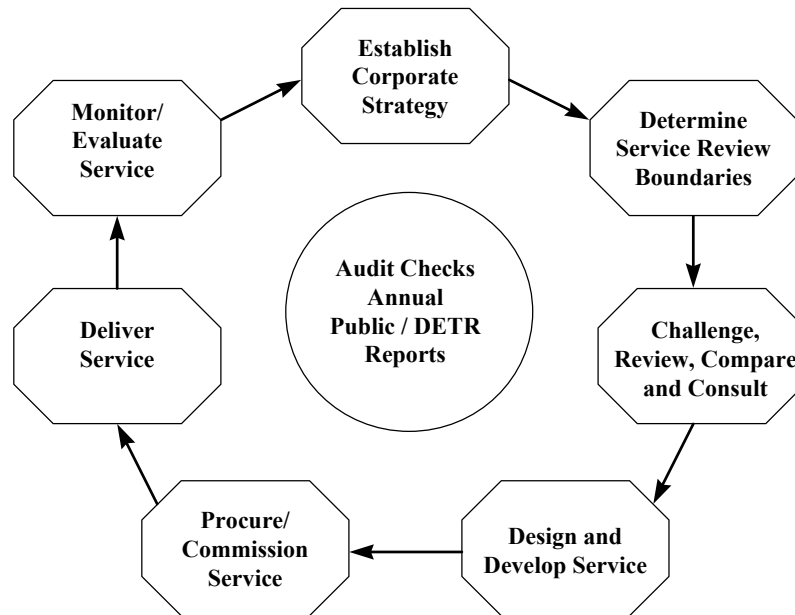 Establish
Corporate
Strategy
Determine
Service Review
Boundaries
Challenge,
Review, Compare
and Consult
Design and
Develop Service
Procure/
Commission
Service
Deliver
Service
Monitor/
Evaluate
Service
Audit Checks
Annual
Public / DETR
Reports